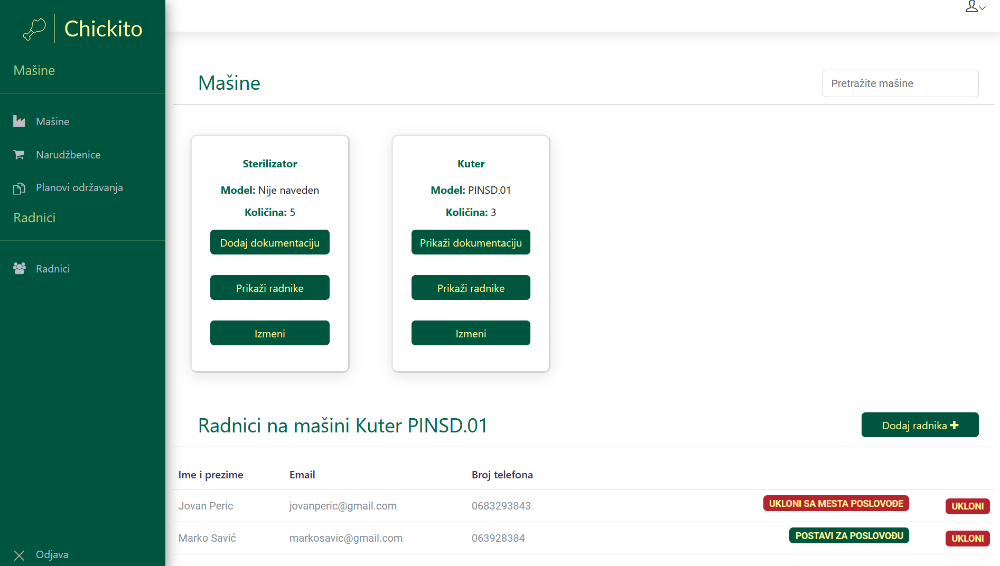 Chickito
Mašine
Mašine
Narudžbenice
Planovi održavanja
Radnici
Radnici
Odjava
Mašine
Pretražite mašine
Sterilizator
Model: Nije naveden
Količina: 5
Dodaj dokumentaciju
Prikaži radnike
Izmeni
Kuter
Model: PINSD.01
Količina: 3
Prikaži dokumentaciju
Prikaži radnike
Izmeni
Radnici na mašini Kuter PINSD.01
Dodaj radnika
Ime i prezime Email Broj telefona
Jovan Peric jovanperic@gmail.com 0683293843 UKLONI SA MESTA POSLOVOĐE UKLONI
Marko Savić markosavic@gmail.com 063928384 POSTAVI ZA POSLOVOĐU UKLONI